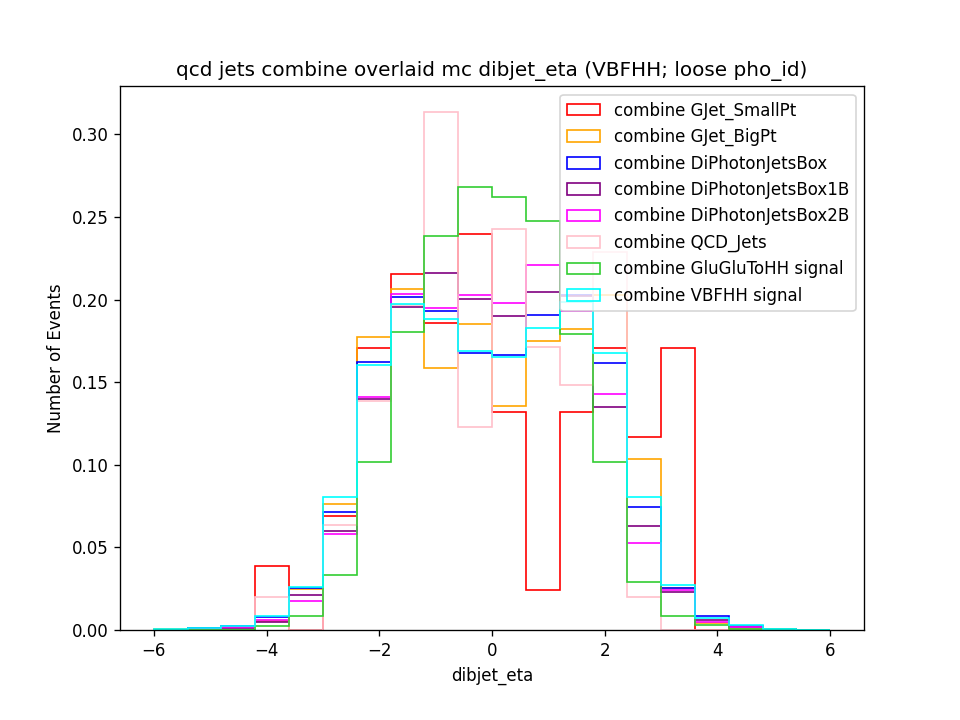 qcd jets combine overlaid mc dibjet_eta (VBFHH; loose pho_id)
combine GJet_SmallPt
combine GJet_BigPt
combine DiPhotonJetsBox
combine DiPhotonJetsBox1B
combine DiPhotonJetsBox2B
combine QCD_Jets
combine GluGluToHH signal
combine VBFHH signal
Number of Events
0.30
0.25
0.20
0.15
0.10
0.05
0.00
−6 −4 −2 0 2 4 6
dibjet_eta